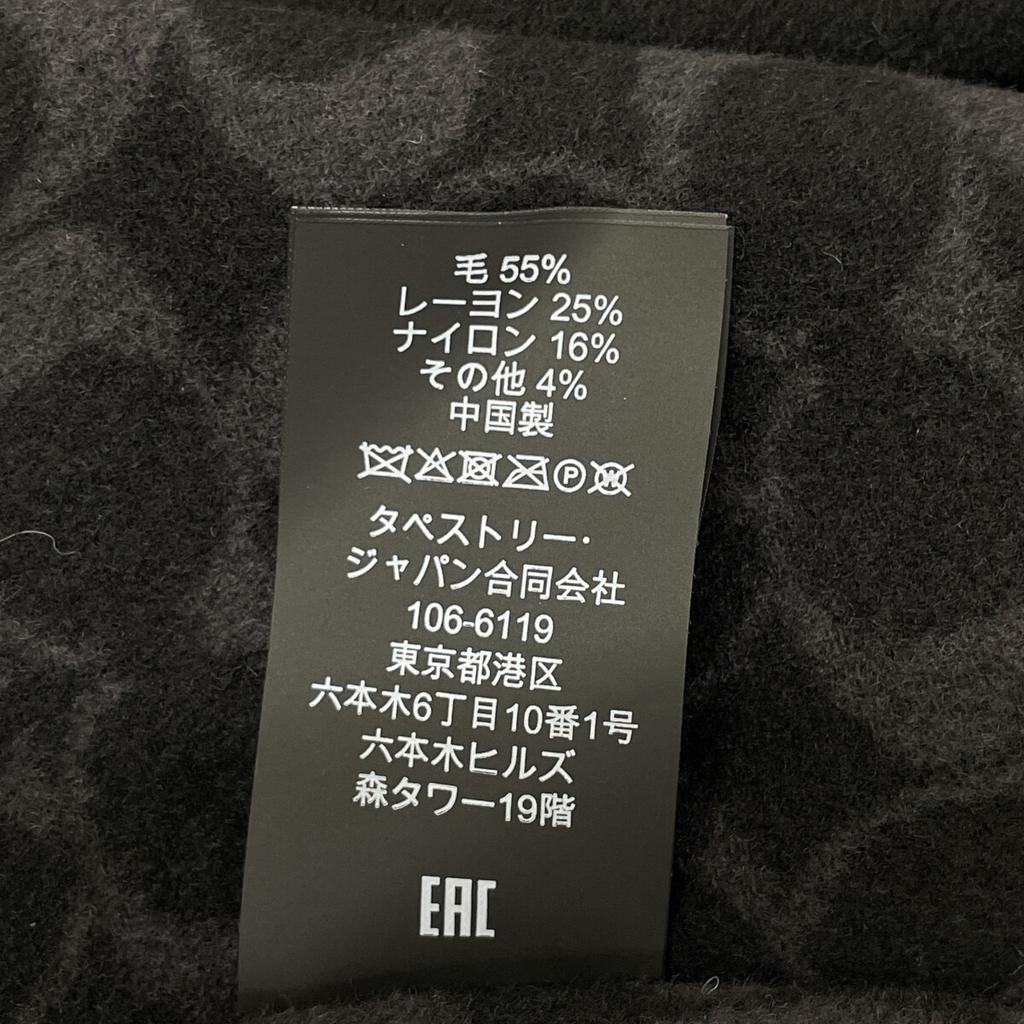 毛 55%
レーヨン 25%
ナイロン 16%
その他 4%
中国製
P W
タペストリー・
ジャパン合同会社
106-6119
東京都港区
六本木6丁目10番1号
六本木ヒルズ
森タワー19階
EAC